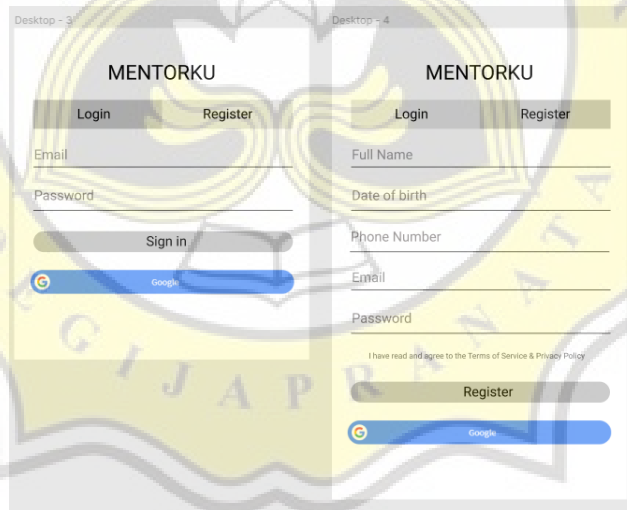 Desktop - 3
MENTORKU
Login Register
Email
Password
Sign in
Google
Desktop - 4
MENTORKU
Login Register
Full Name
Date of birth
Phone Number
Email
Password
I have read and agree to the Terms of Service & Privacy Policy
Register
Google
EGIJAPRANATA